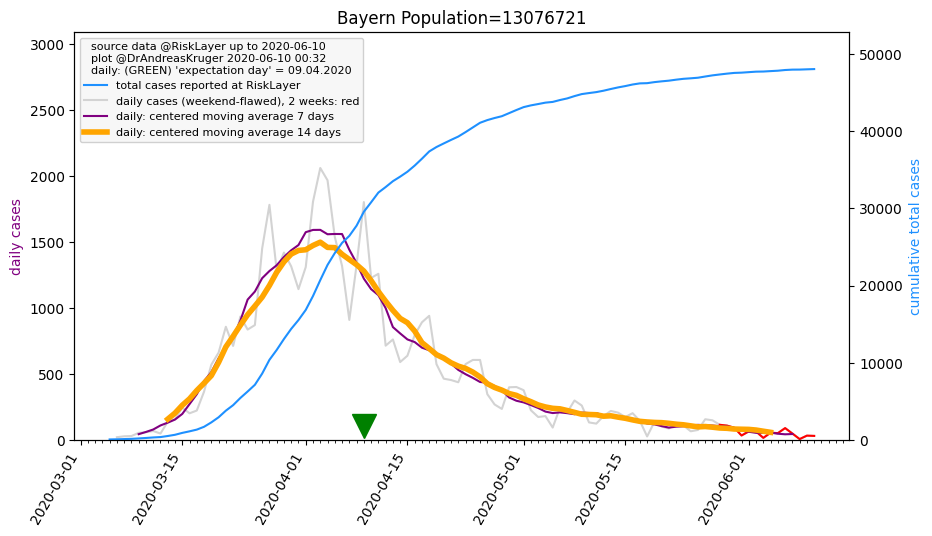 Bayern Population=13076721
source data @RiskLayer up to 2020-06-10
plot @DrAndreasKruger 2020-06-10 00:32
daily: (GREEN) 'expectation day' = 09.04.2020
total cases reported at RiskLayer
daily cases (weekend-flawed), 2 weeks: red
daily: centered moving average 7 days
daily: centered moving average 14 days
daily cases
3000
2500
2000
1500
1000
500
0
50000
40000
30000
20000
10000
0
cumulative total cases
2020-03-01
2020-03-15
2020-04-01
2020-04-15
2020-05-01
2020-05-15
2020-06-01